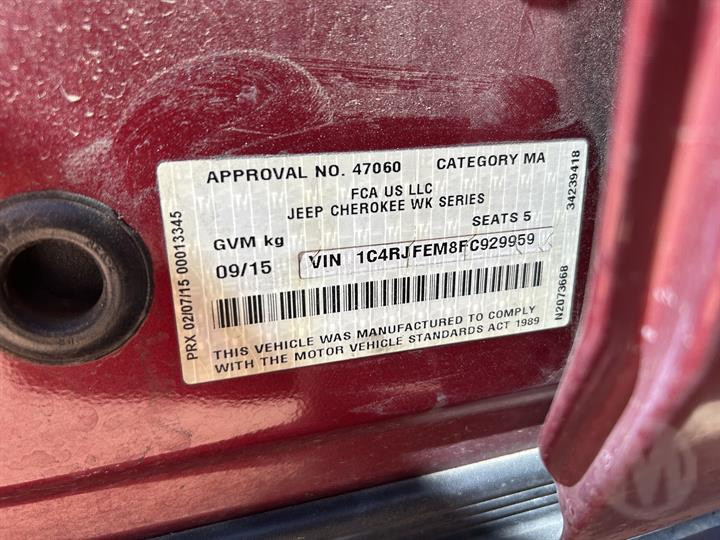 APPROVAL NO. 47060 CATEGORY MA
FCA US LLC
JEEP CHEROKEE WK SERIES
SEATS 5
GVM kg
09/15
VIN 1C4RJFEM8FC929959
THIS VEHICLE WAS MANUFACTURED TO COMPLY
WITH THE MOTOR VEHICLE STANDARDS ACT 1989
PRX 02/07/15 00013345
34239418
N2073668
M